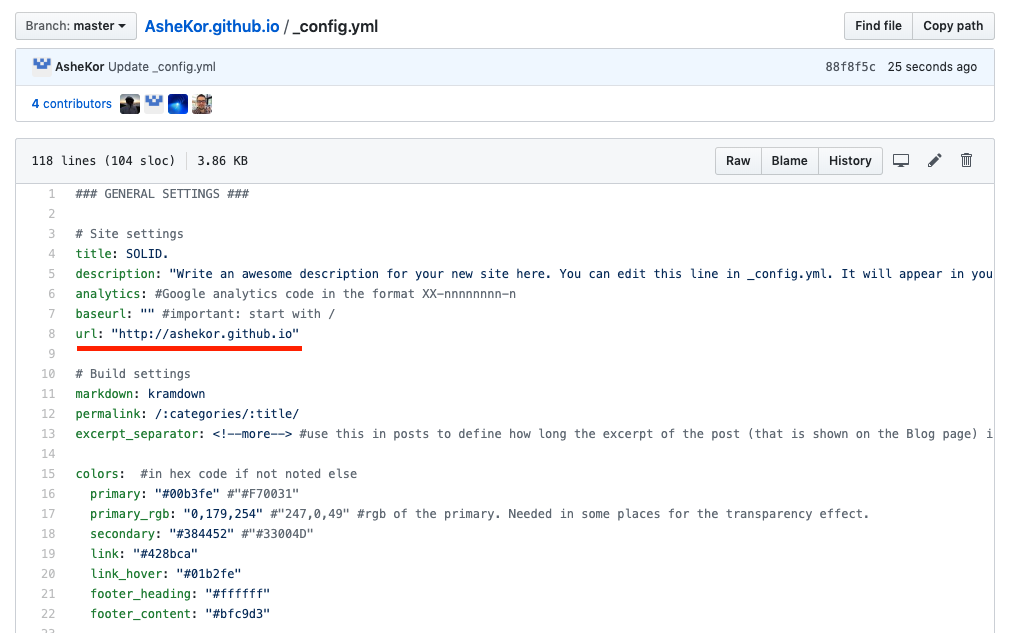 Branch: master AsheKor.github.io / _config.yml Find file Copy path
AsheKor Update _config.yml 88f8f5c 25 seconds ago
4 contributors
118 lines (104 sloc) 3.86 KB Raw Blame History
1 ### GENERAL SETTINGS ###
2
3 # Site settings
4 title: SOLID.
5 description: "Write an awesome description for your new site here. You can edit this line in _config.yml. It will appear in you
6 analytics: #Google analytics code in the format XX-nnnnnnnn-n
7 baseurl: "" #important: start with /
8 url: "http://ashekor.github.io"
9
10 # Build settings
11 markdown: kramdown
12 permalink: /:categories/:title/
13 excerpt_separator: <!--more--> #use this in posts to define how long the excerpt of the post (that is shown on the Blog page) i
14
15 colors:  #in hex code if not noted else
16 primary: "#00b3fe" #"#F70031"
17 primary_rgb: "0,179,254" #"247,0,49" #rgb of the primary. Needed in some places for the transparency effect.
18 secondary: "#384452" #"#33004D"
19 link: "#428bca"
20 link_hover: "#01b2fe"
21 footer_heading: "#ffffff"
22 footer_content: "#bfc9d3"
23